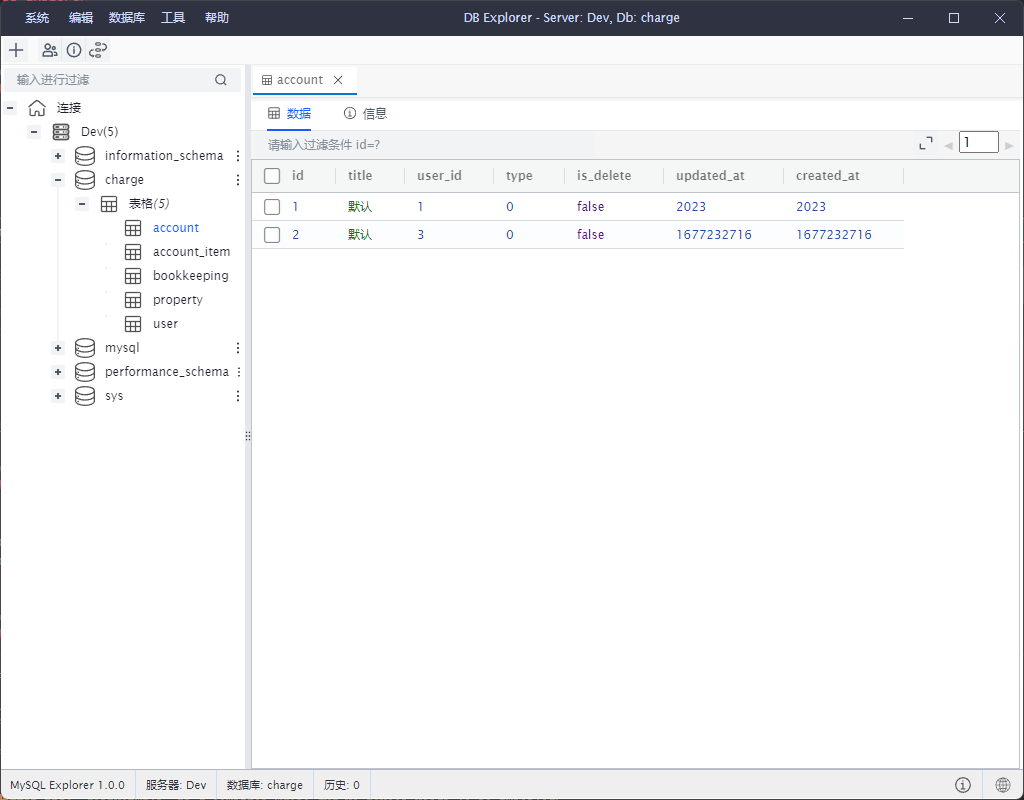 系统 编辑 数据库 工具 帮助 DB Explorer - Server: Dev, Db: charge
输入进行过滤
连接
Dev(5)
information_schema
charge
表格(5)
account
account_item
bookkeeping
property
user
mysql
performance_schema
sys
account
数据 信息
请输入过滤条件 id=? 1
id title user_id type is_delete updated_at created_at
1 默认 1 0 false 2023 2023
2 默认 3 0 false 1677232716 1677232716
MySQL Explorer 1.0.0 服务器: Dev 数据库: charge 历史: 0